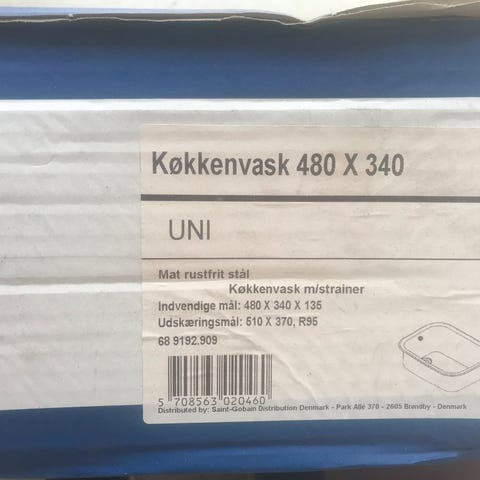 Køkkenvask 480 X 340
UNI
Mat rustfrit stål
Køkkenvask m/strainer
Indvendige mål: 480 X 340 X 135
Udskæringsmål: 510 X 370, R95
68 9192.909
5 708563 020460
Distributed by: Saint-Gobain Distribution Denmark - Park Allé 370 - 2605 Brøndby - Denmark